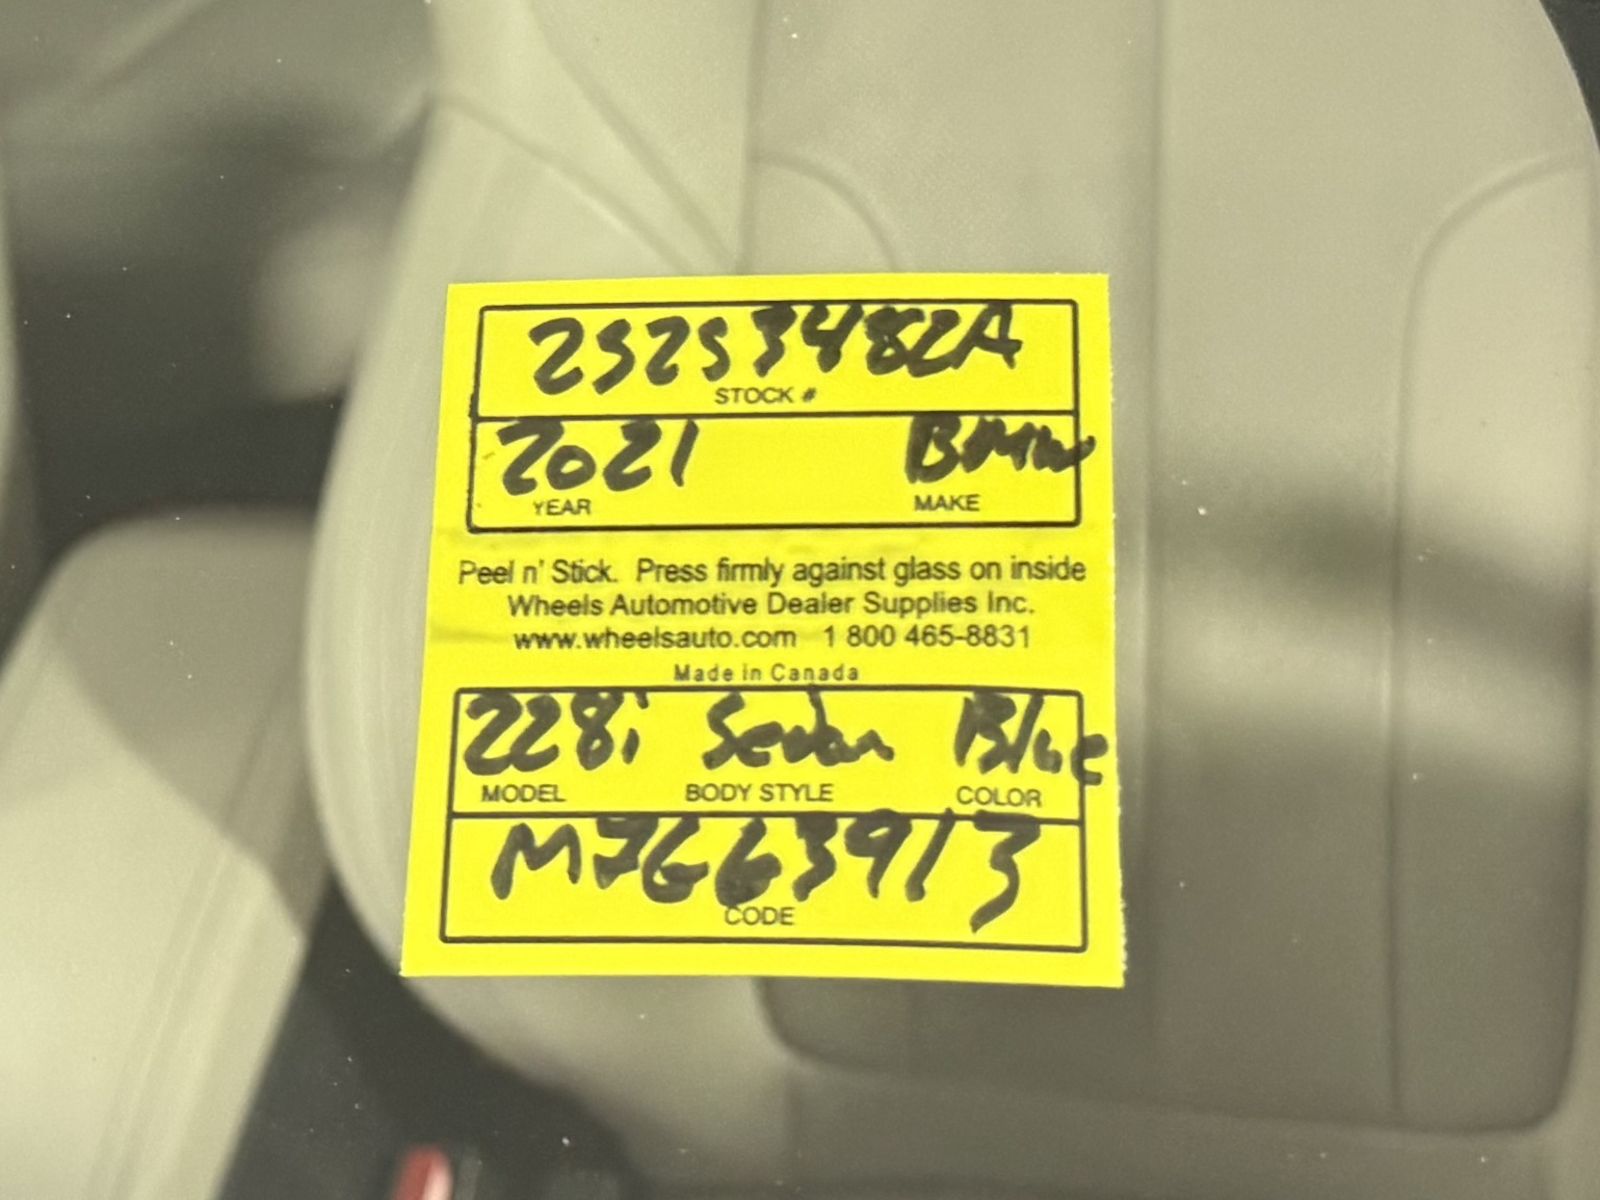 25253482A
STOCK #
2021 BMW
YEAR MAKE
Peel n' Stick. Press firmly against glass on inside
Wheels Automotive Dealer Supplies Inc.
www.wheelsauto.com 1 800 465-8831
Made in Canada
228i Sedan Blue
MODEL BODY STYLE COLOR
M7G63913
CODE